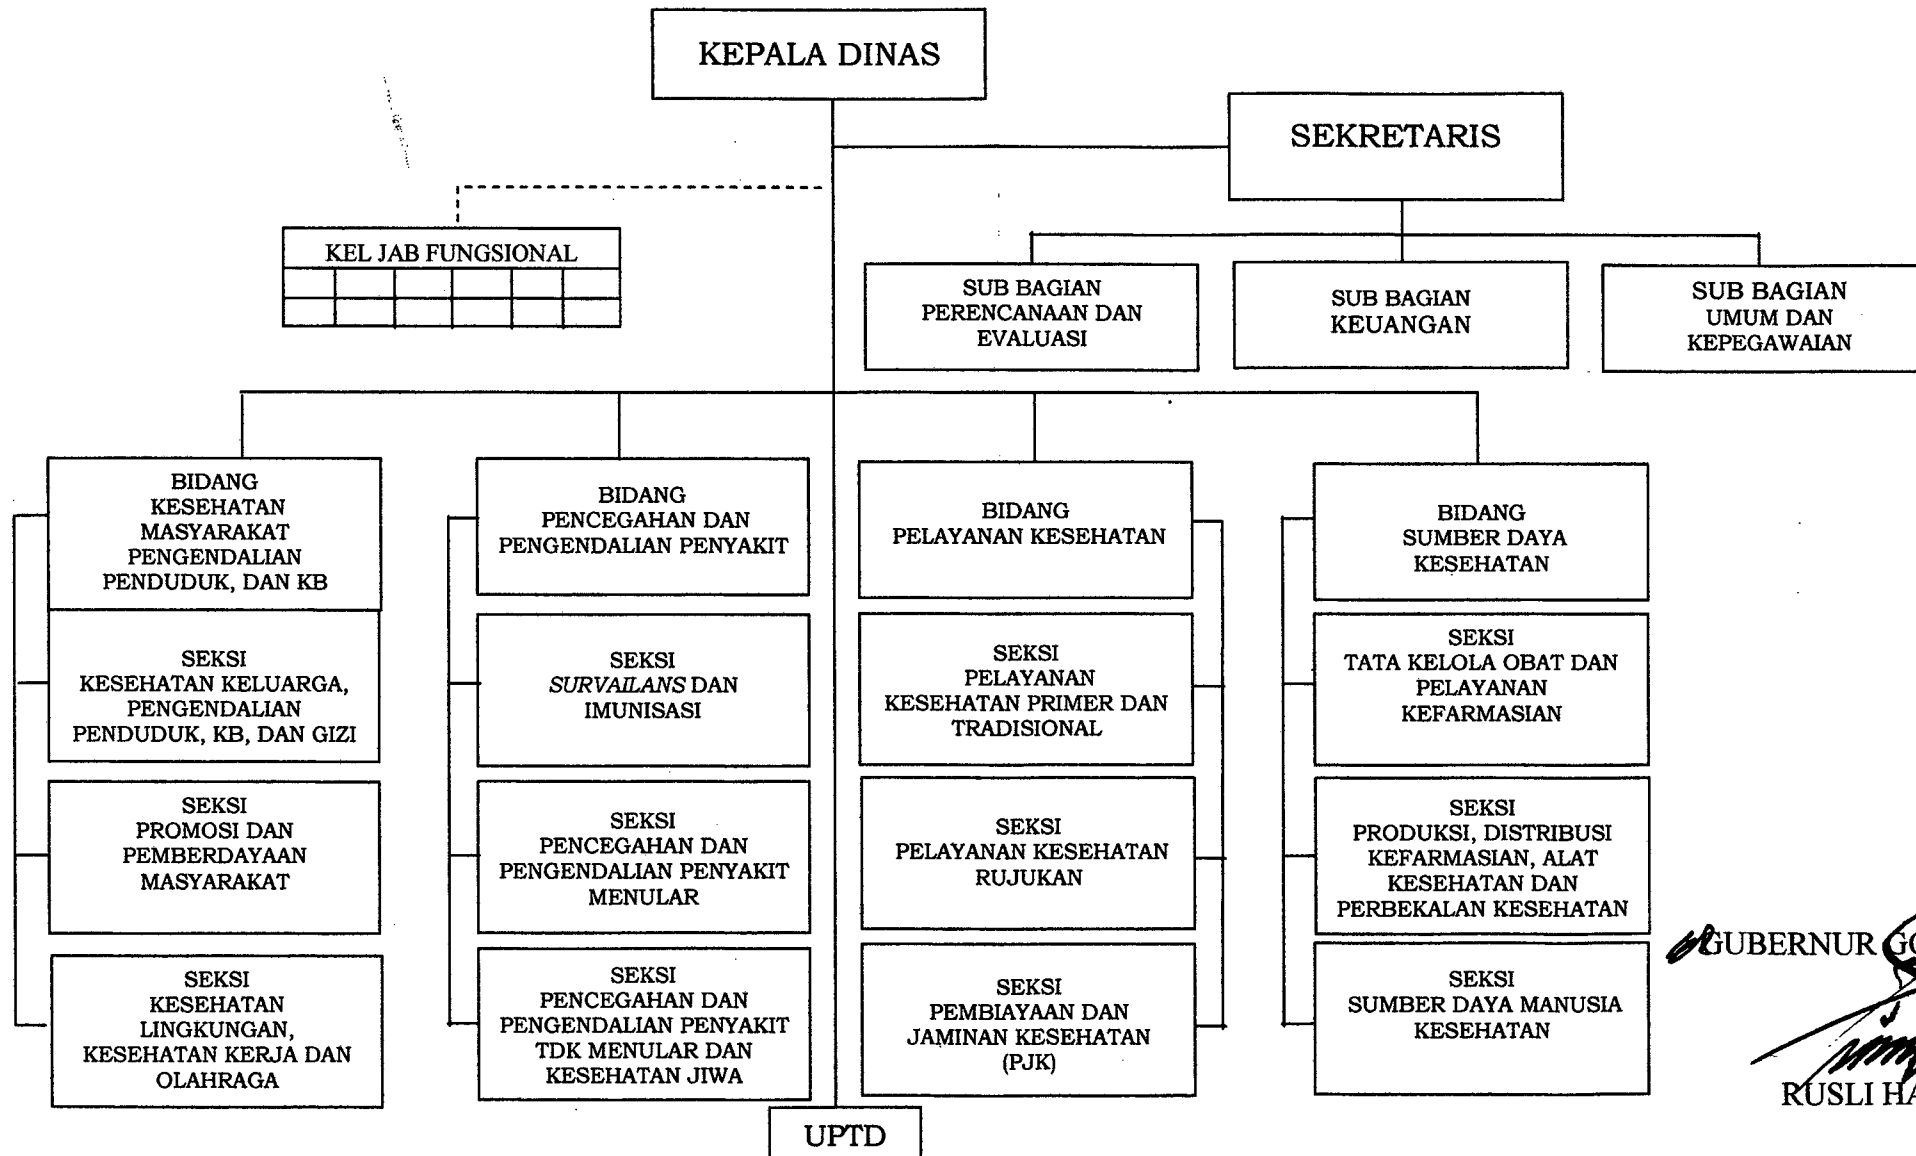 KEPALA DINAS
SEKRETARIS
KEL JAB FUNGSIONAL
SUB BAGIAN
PERENCANAAN DAN
EVALUASI
SUB BAGIAN
KEUANGAN
SUB BAGIAN
UMUM DAN
KEPEGAWAIAN
BIDANG
KESEHATAN
MASYARAKAT
PENGENDALIAN
PENDUDUK, DAN KB
SEKSI
KESEHATAN KELUARGA,
PENGENDALIAN
PENDUDUK, KB, DAN GIZI
SEKSI
PROMOSI DAN
PEMBERDAYAAN
MASYARAKAT
SEKSI
KESEHATAN
LINGKUNGAN,
KESEHATAN KERJA DAN
OLAHRAGA
BIDANG
PENCEGAHAN DAN
PENGENDALIAN PENYAKIT
SEKSI
SURVAILANS DAN
IMUNISASI
SEKSI
PENCEGAHAN DAN
PENGENDALIAN PENYAKIT
MENULAR
SEKSI
PENCEGAHAN DAN
PENGENDALIAN PENYAKIT
TDK MENULAR DAN
KESEHATAN JIWA
BIDANG
PELAYANAN KESEHATAN
SEKSI
PELAYANAN
KESEHATAN PRIMER DAN
TRADISIONAL
SEKSI
PELAYANAN KESEHATAN
RUJUKAN
SEKSI
PEMBIAYAAN DAN
JAMINAN KESEHATAN
(PJK)
BIDANG
SUMBER DAYA
KESEHATAN
SEKSI
TATA KELOLA OBAT DAN
PELAYANAN
KEFARMASIAN
SEKSI
PRODUKSI, DISTRIBUSI
KEFARMASIAN, ALAT
KESEHATAN DAN
PERBEKALAN KESEHATAN
SEKSI
SUMBER DAYA MANUSIA
KESEHATAN
UPTD
GUBERNUR
RUSLI HA